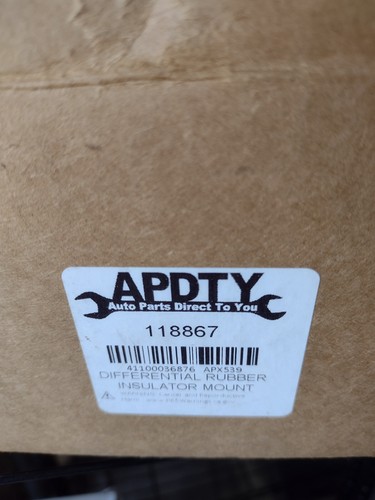 APDTY
Auto Parts Direct To You
118867
41100036876 APX539
DIFFERENTIAL RUBBER
INSULATOR MOUNT